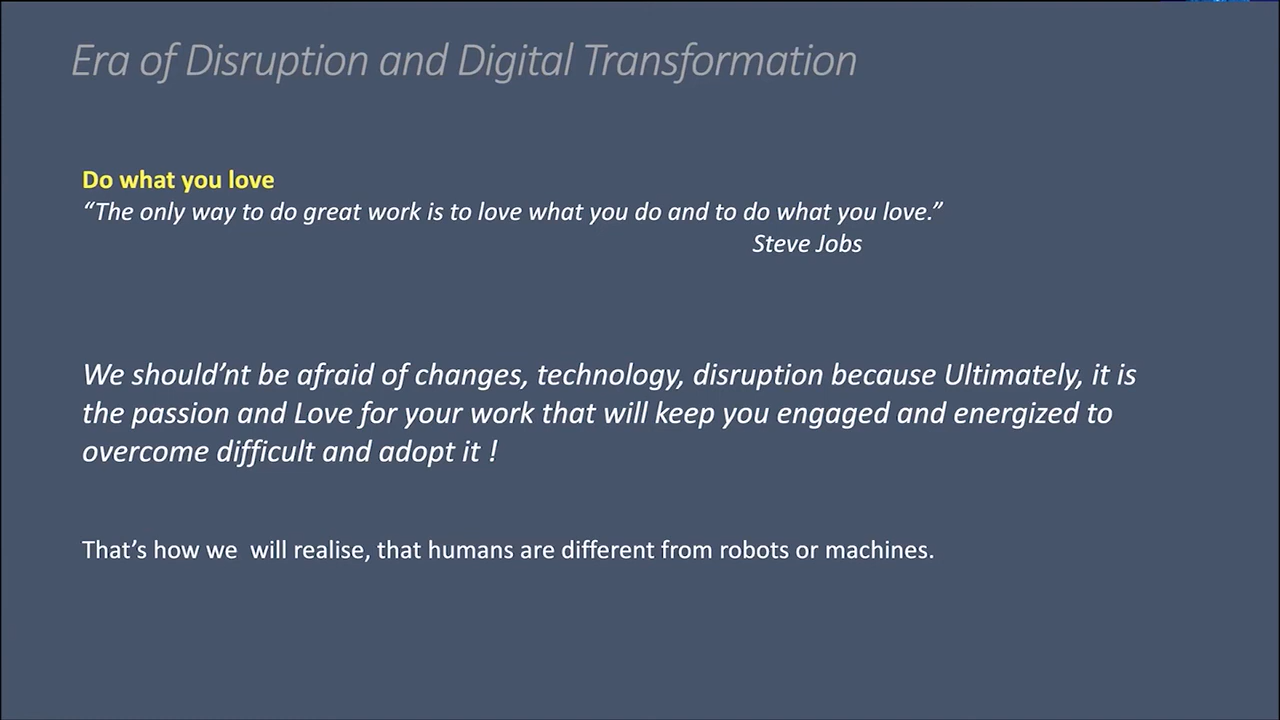 Era of Disruption and Digital Transformation
Do what you love
“The only way to do great work is to love what you do and to do what you love.”
Steve Jobs
We should’nt be afraid of changes, technology, disruption because Ultimately, it is
the passion and Love for your work that will keep you engaged and energized to
overcome difficult and adopt it !
That’s how we  will realise, that humans are different from robots or machines.